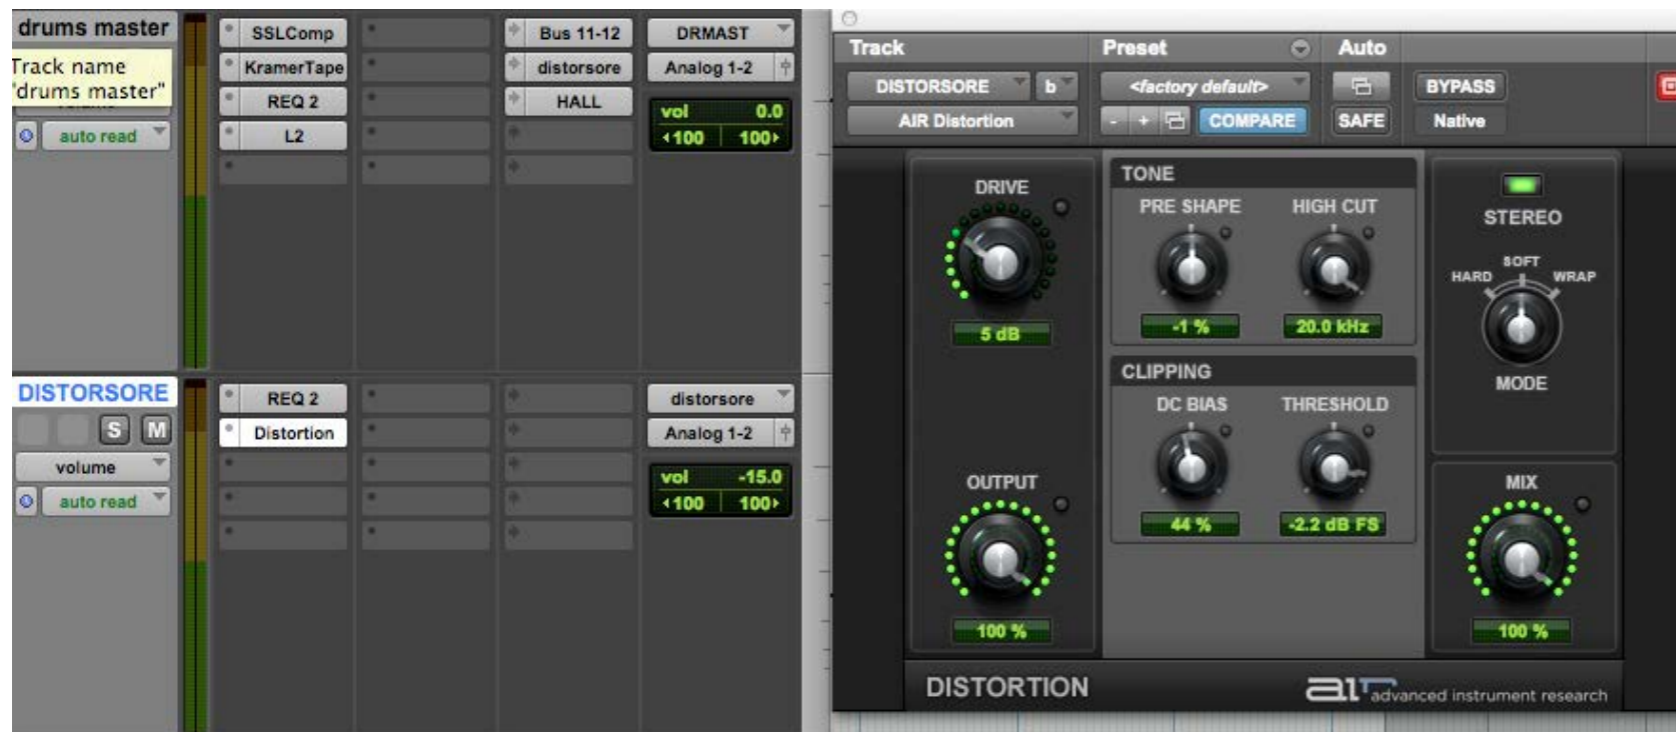 drums master
Track name
"drums master"
auto read
SSLComp
KramerTape
REQ 2
L2
Bus 11-12
distorsore
HALL
DRMAST
Analog 1-2
vol 0.0
100 100
DISTORSORE
S M
volume
auto read
REQ 2
Distortion
distorsore
Analog 1-2
vol -15.0
100 100
Track Preset Auto
DISTORSORE b <factory default> BYPASS
AIR Distortion - + COMPARE SAFE Native
DRIVE
5 dB
OUTPUT
100 %
TONE
PRE SHAPE HIGH CUT
-1 % 20.0 kHz
CLIPPING
DC BIAS THRESHOLD
44 % -2.2 dB FS
STEREO
HARD SOFT WRAP
MODE
MIX
100 %
DISTORTION
air advanced instrument research